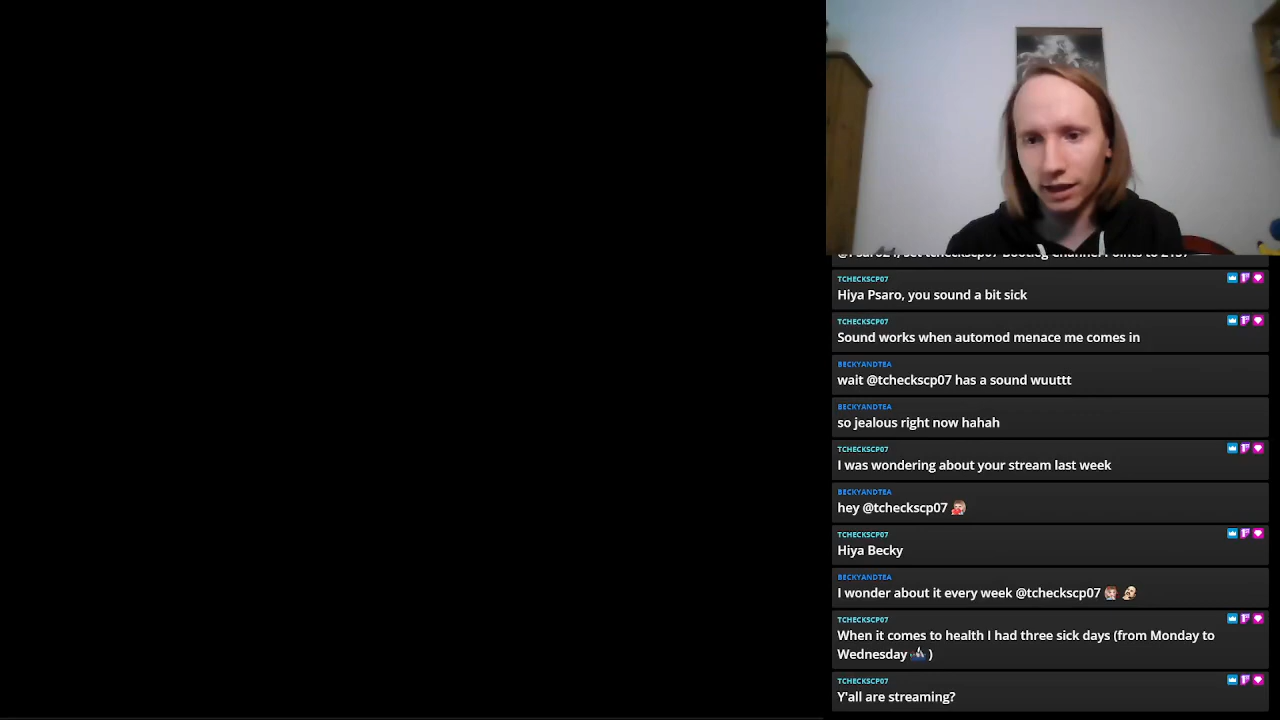 TCHECKSCP07
Hiya Psaro, you sound a bit sick
TCHECKSCP07
Sound works when automod menace me comes in
BECKYANDTEA
wait @tcheckscp07 has a sound wuuttt
BECKYANDTEA
so jealous right now hahah
TCHECKSCP07
I was wondering about your stream last week
BECKYANDTEA
hey @tcheckscp07
TCHECKSCP07
Hiya Becky
BECKYANDTEA
I wonder about it every week @tcheckscp07
TCHECKSCP07
When it comes to health I had three sick days (from Monday to
Wednesday )
TCHECKSCP07
Y'all are streaming?